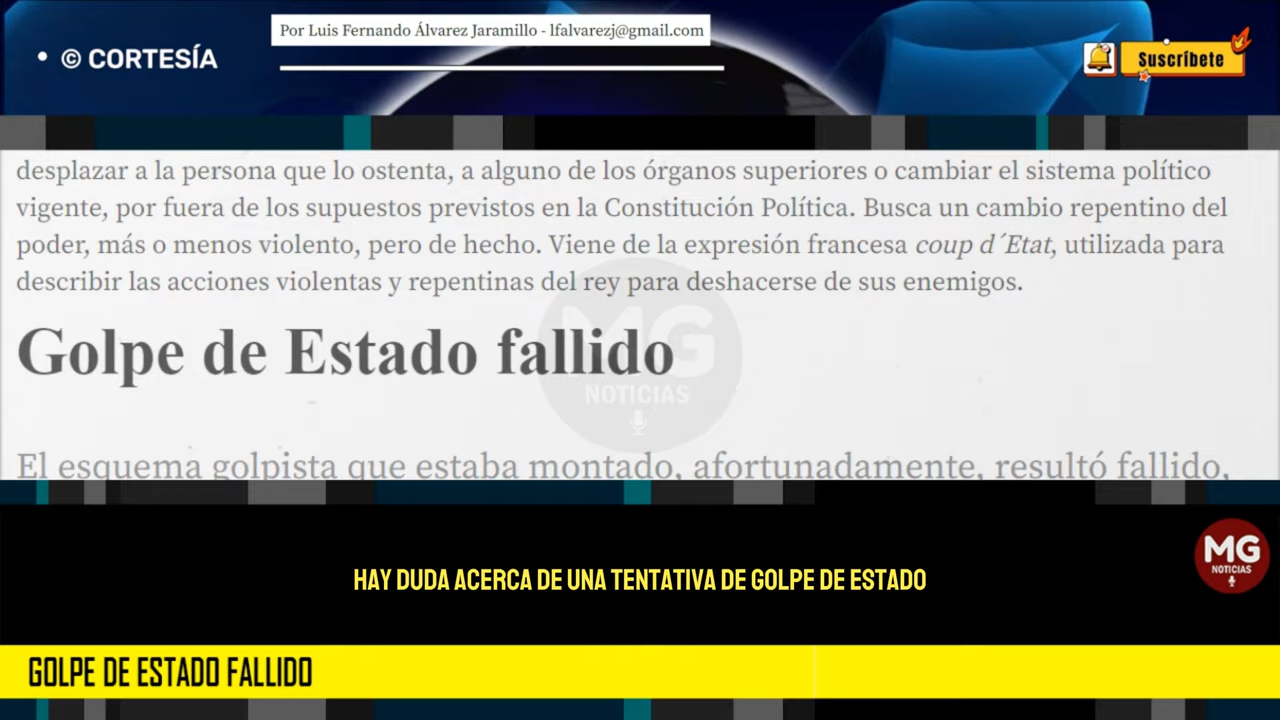 Por Luis Fernando Álvarez Jaramillo - lfalvarezj@gmail.com
• © CORTESÍA
Suscríbete
desplazar a la persona que lo ostenta, a alguno de los órganos superiores o cambiar el sistema político
vigente, por fuera de los supuestos previstos en la Constitución Política. Busca un cambio repentino del
poder, más o menos violento, pero de hecho. Viene de la expresión francesa coup d´Etat, utilizada para
describir las acciones violentas y repentinas del rey para deshacerse de sus enemigos.
Golpe de Estado fallido
MG
NOTICIAS
El esquema golpista que estaba montado, afortunadamente, resultó fallido,
MG
NOTICIAS
HAY DUDA ACERCA DE UNA TENTATIVA DE GOLPE DE ESTADO
GOLPE DE ESTADO FALLIDO